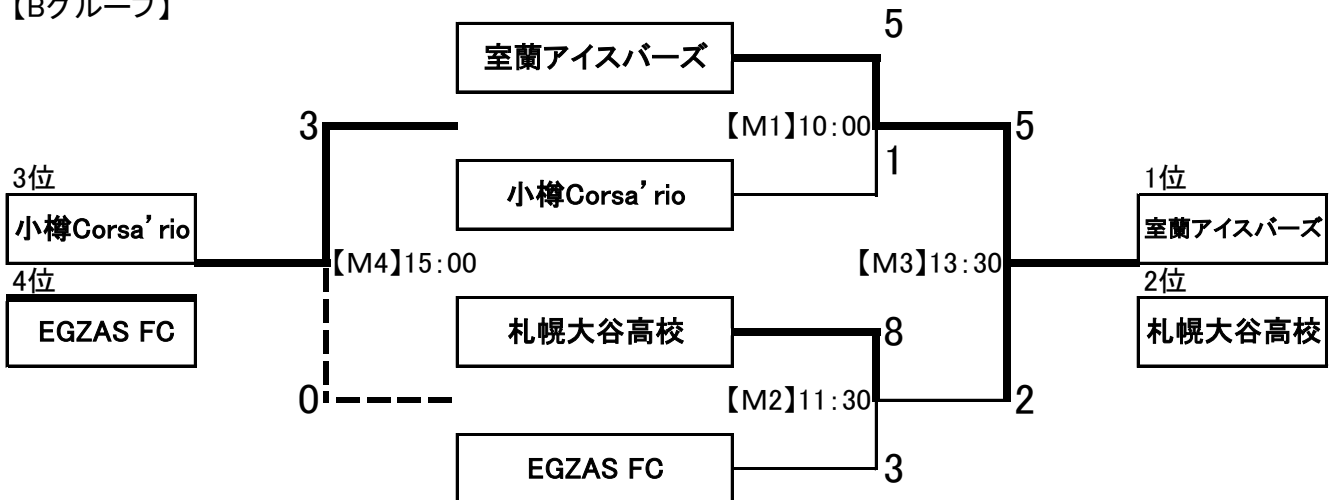 【Bグループ】
5
室蘭アイスバーズ
3
【M1】10:00
5
1
3位
小樽Corsa’rio
1位
小樽Corsa’rio
室蘭アイスバーズ
【M4】15:00
【M3】13:30
4位
2位
EGZAS FC
札幌大谷高校
8
札幌大谷高校
0
【M2】11:30
2
EGZAS FC
3